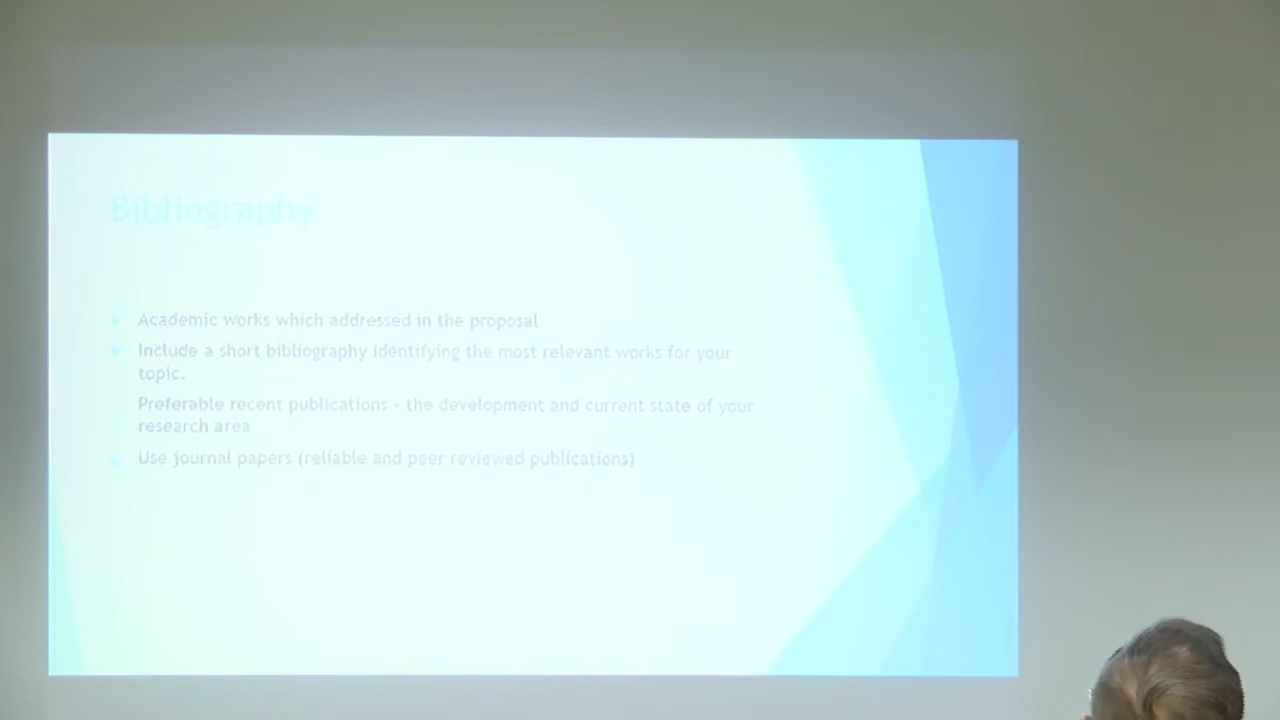 Bibliography
Academic works which addressed in the proposal
Include a short bibliography identifying the most relevant works for your
topic.
Preferable recent publications - the development and current state of your
research area
Use journal papers (reliable and peer reviewed publications)